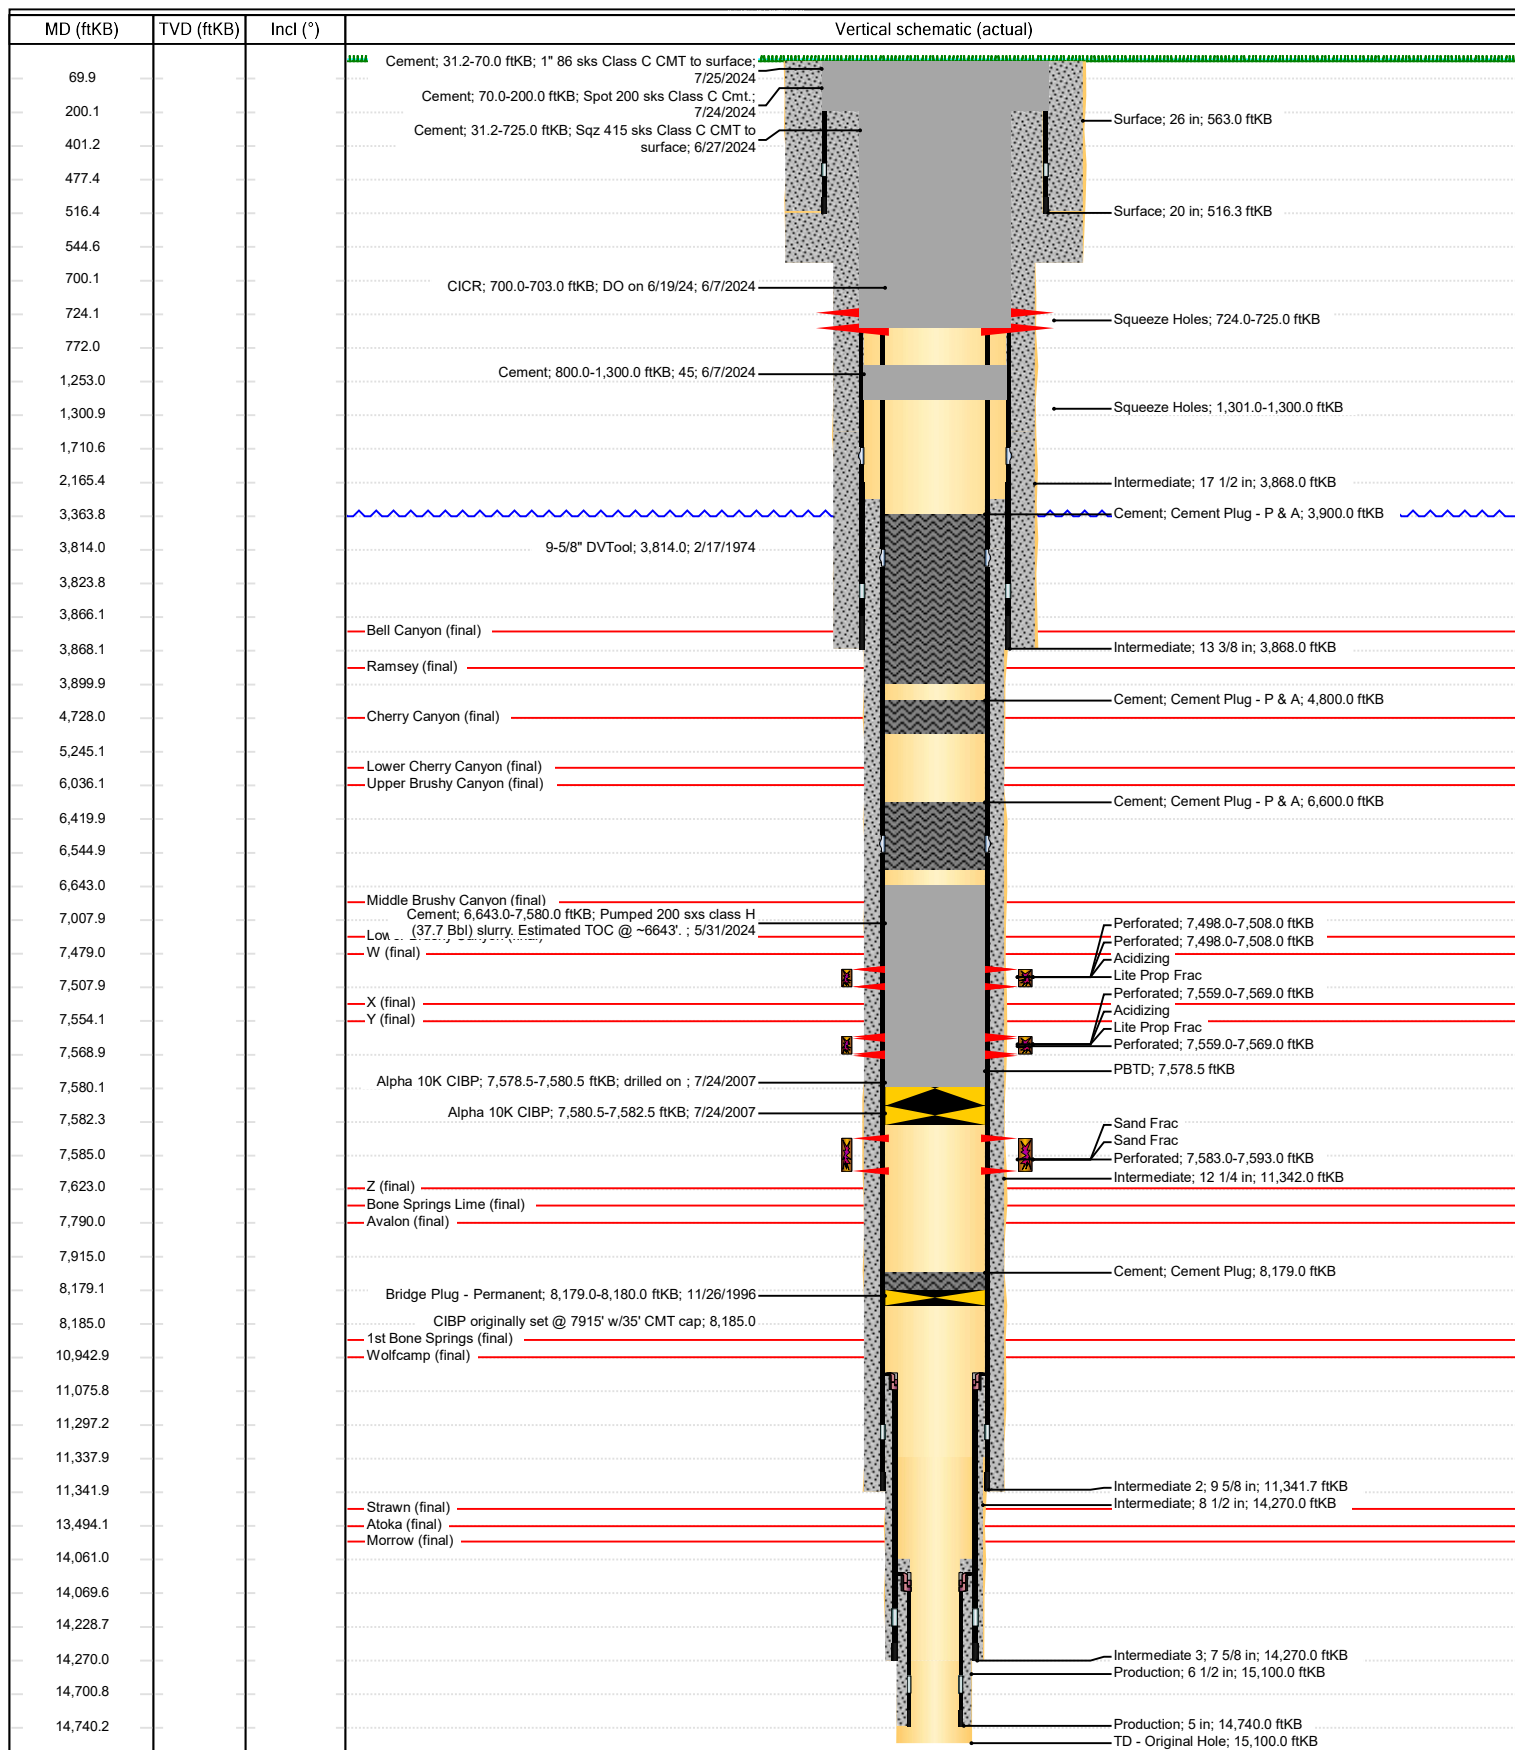 MD (ftKB)
TVD (ftKB)
Incl (°)
Vertical schematic (actual)
69.9
200.1
401.2
477.4
516.4
544.6
700.1
724.1
772.0
1,253.0
1,300.9
1,710.6
2,165.4
3,363.8
3,814.0
3,823.8
3,866.1
3,868.1
3,899.9
4,728.0
5,245.1
6,036.1
6,419.9
6,544.9
6,643.0
7,007.9
7,479.0
7,507.9
7,554.1
7,568.9
7,580.1
7,582.3
7,585.0
7,623.0
7,790.0
7,915.0
8,179.1
8,185.0
10,942.9
11,075.8
11,297.2
11,337.9
11,341.9
13,494.1
14,061.0
14,069.6
14,228.7
14,270.0
14,700.8
14,740.2
Cement; 31.2-70.0 ftKB; 1" 86 sks Class C CMT to surface;
7/25/2024
Cement; 70.0-200.0 ftKB; Spot 200 sks Class C Cmt.;
7/24/2024
Cement; 31.2-725.0 ftKB; Sqz 415 sks Class C CMT to
surface; 6/27/2024
CICR; 700.0-703.0 ftKB; DO on 6/19/24; 6/7/2024
Cement; 800.0-1,300.0 ftKB; 45; 6/7/2024
9-5/8" DVTool; 3,814.0; 2/17/1974
Bell Canyon (final)
Ramsey (final)
Cherry Canyon (final)
Lower Cherry Canyon (final)
Upper Brushy Canyon (final)
Middle Brushy Canyon (final)
Cement; 6,643.0-7,580.0 ftKB; Pumped 200 sxs class H
(37.7 Bbl) slurry. Estimated TOC @ ~6643'. ; 5/31/2024
W (final)
X (final)
Y (final)
Alpha 10K CIBP; 7,578.5-7,580.5 ftKB; drilled on ; 7/24/2007
Alpha 10K CIBP; 7,580.5-7,582.5 ftKB; 7/24/2007
Z (final)
Bone Springs Lime (final)
Avalon (final)
Bridge Plug - Permanent; 8,179.0-8,180.0 ftKB; 11/26/1996
CIBP originally set @ 7915' w/35' CMT cap; 8,185.0
1st Bone Springs (final)
Wolfcamp (final)
Strawn (final)
Atoka (final)
Morrow (final)
Surface; 26 in; 563.0 ftKB
Surface; 20 in; 516.3 ftKB
Squeeze Holes; 724.0-725.0 ftKB
Squeeze Holes; 1,301.0-1,300.0 ftKB
Intermediate; 17 1/2 in; 3,868.0 ftKB
Cement; Cement Plug - P & A; 3,900.0 ftKB
Intermediate; 13 3/8 in; 3,868.0 ftKB
Cement; Cement Plug - P & A; 4,800.0 ftKB
Cement; Cement Plug - P & A; 6,600.0 ftKB
Perforated; 7,498.0-7,508.0 ftKB
Perforated; 7,498.0-7,508.0 ftKB
Acidizing
Lite Prop Frac
Perforated; 7,559.0-7,569.0 ftKB
Acidizing
Lite Prop Frac
Perforated; 7,559.0-7,569.0 ftKB
PBTD; 7,578.5 ftKB
Sand Frac
Sand Frac
Perforated; 7,583.0-7,593.0 ftKB
Intermediate; 12 1/4 in; 11,342.0 ftKB
Cement; Cement Plug; 8,179.0 ftKB
Intermediate 2; 9 5/8 in; 11,341.7 ftKB
Intermediate; 8 1/2 in; 14,270.0 ftKB
Intermediate 3; 7 5/8 in; 14,270.0 ftKB
Production; 6 1/2 in; 15,100.0 ftKB
Production; 5 in; 14,740.0 ftKB
TD - Original Hole; 15,100.0 ftKB